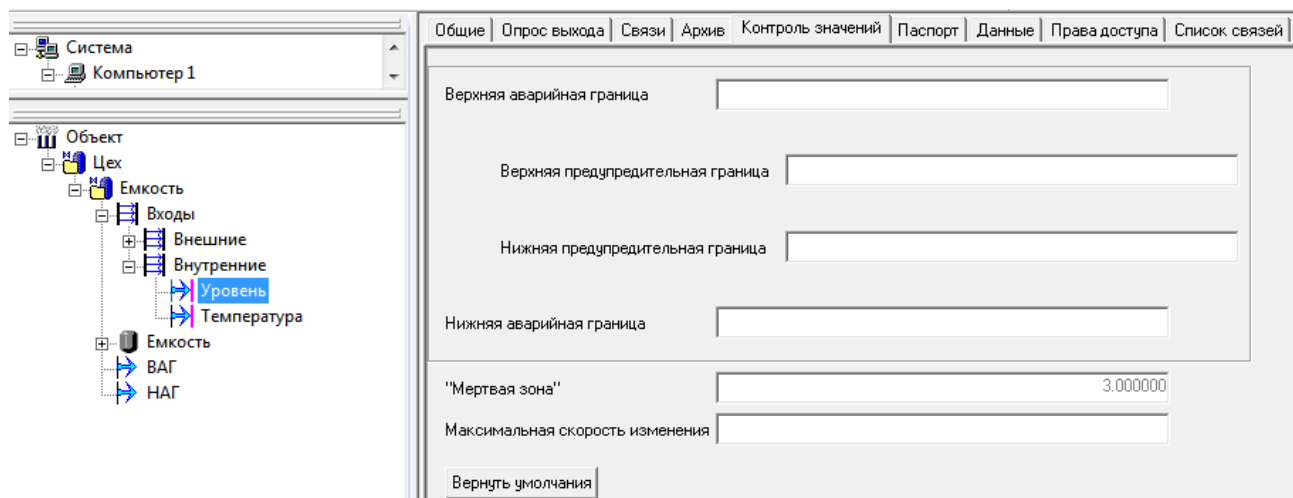 Система
Компьютер 1
Объект
Цех
Емкость
Входы
Внешние
Внутренние
Уровень
Температура
Емкость
ВАГ
НАГ
Общие Опрос выхода Связи Архив Контроль значений Паспорт Данные Права доступа Список связей
Верхняя аварийная граница
Верхняя предупредительная граница
Нижняя предупредительная граница
Нижняя аварийная граница
"Мертвая зона" 3.000000
Максимальная скорость изменения
Вернуть умолчания